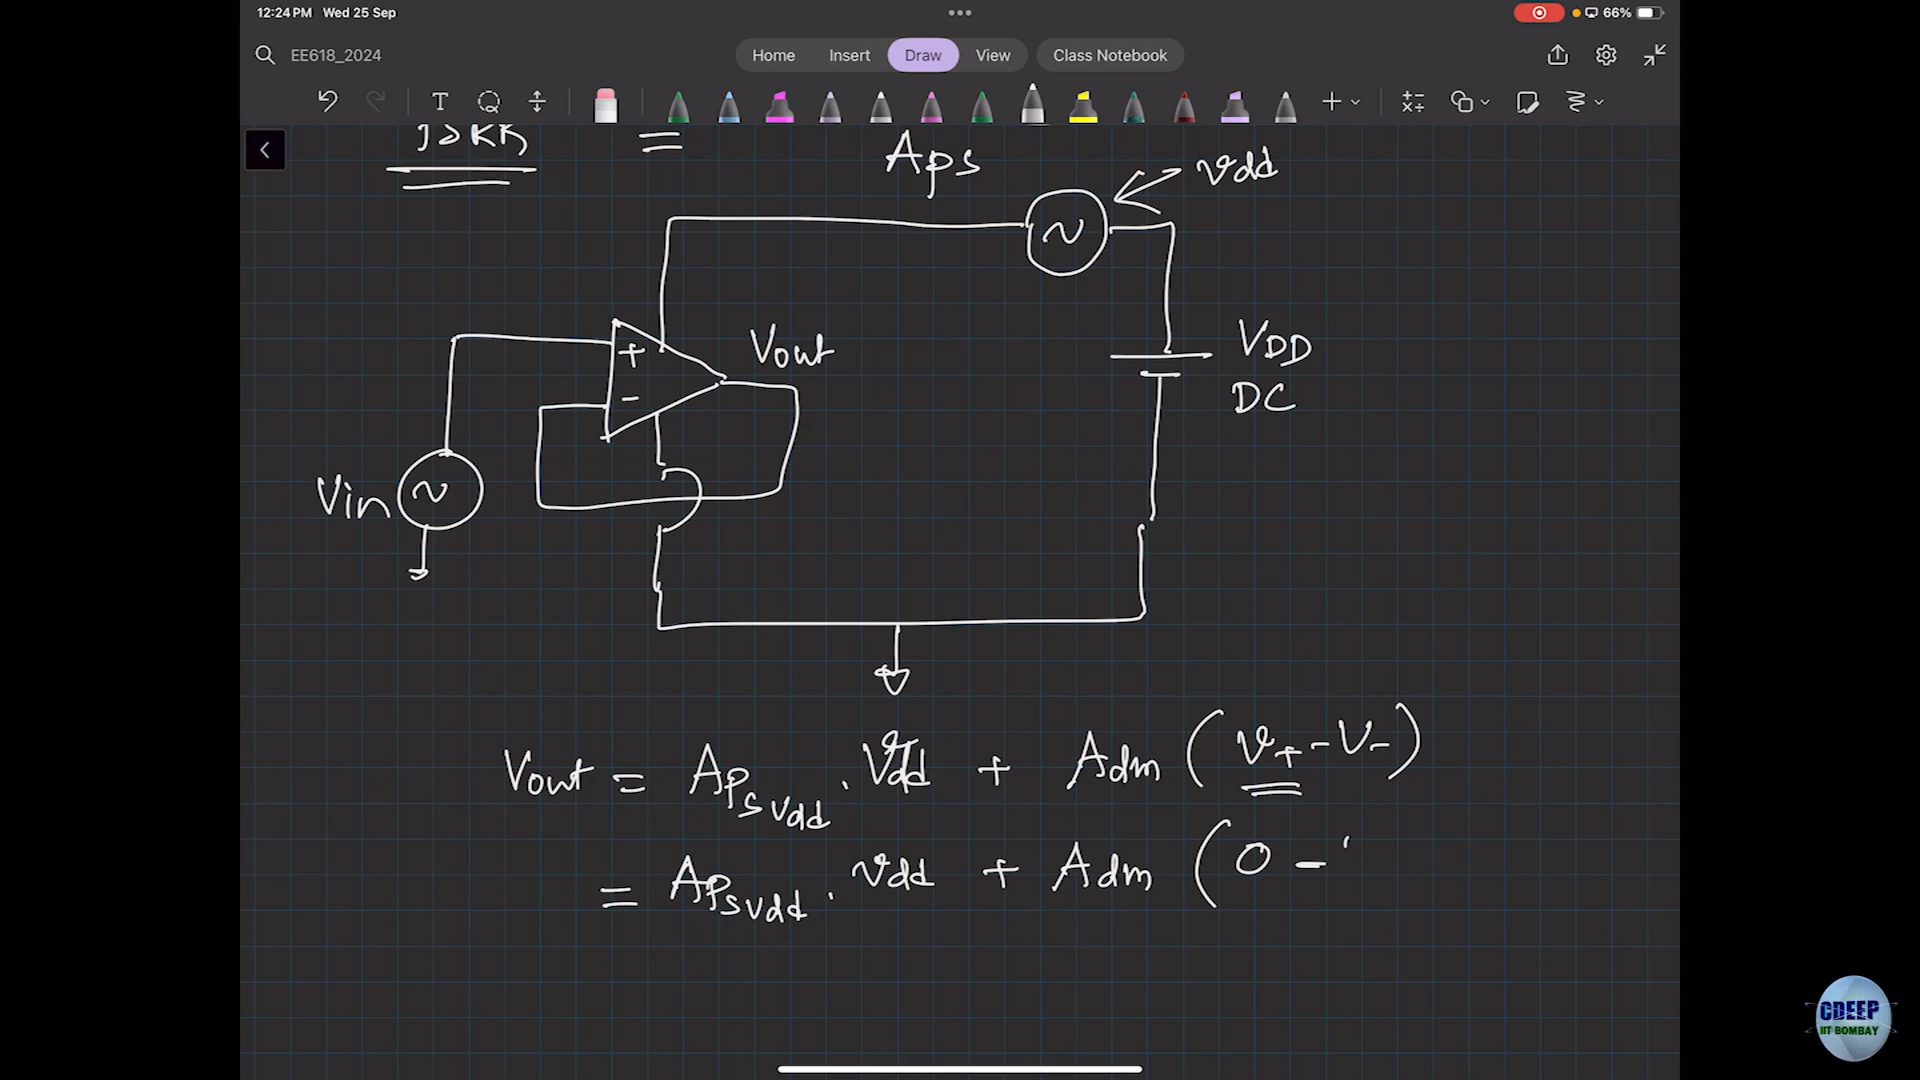 12:24 PM Wed 25 Sep
66%
EE618_2024
Home Insert Draw View Class Notebook
T
= Aps
vdd
+
-
Vout
VDD
DC
Vin
Vout = Apsvdd . vdd + Adm ( v+ - v- )
= Apsvdd . vdd + Adm ( 0 -
CDEEP
IIT BOMBAY